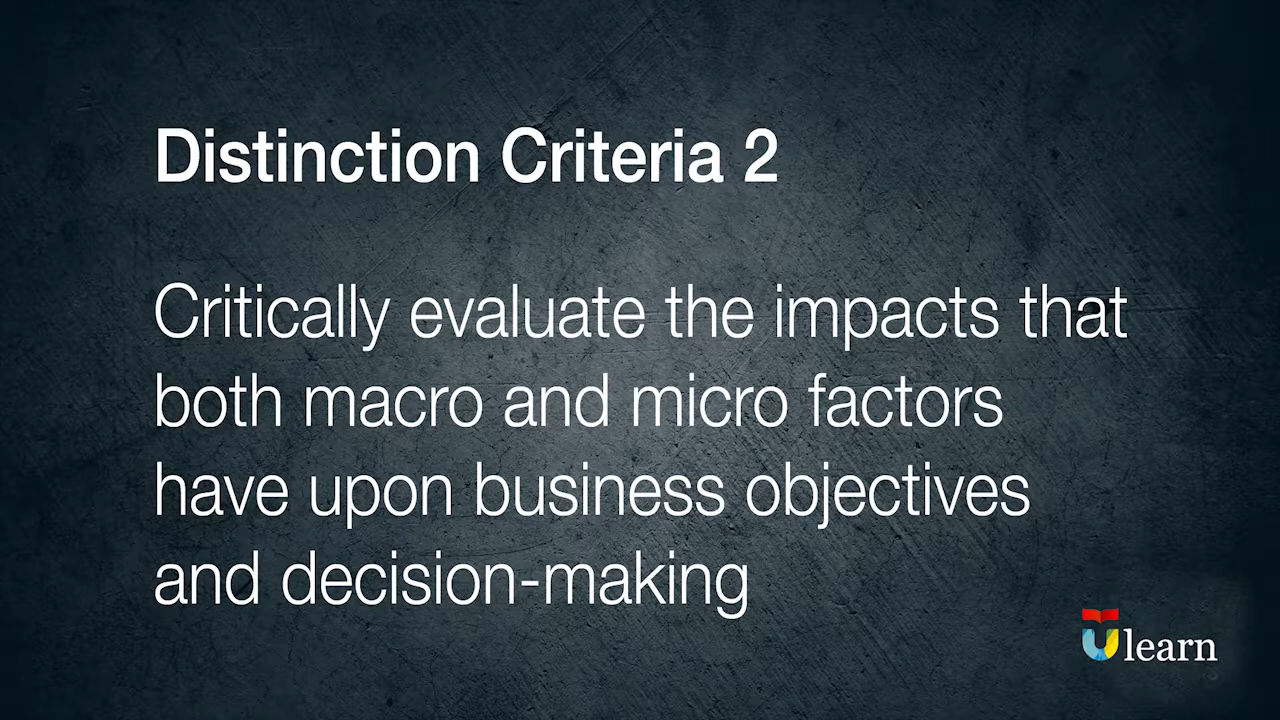 Distinction Criteria 2
Critically evaluate the impacts that
both macro and micro factors
have upon business objectives
and decision-making
U learn